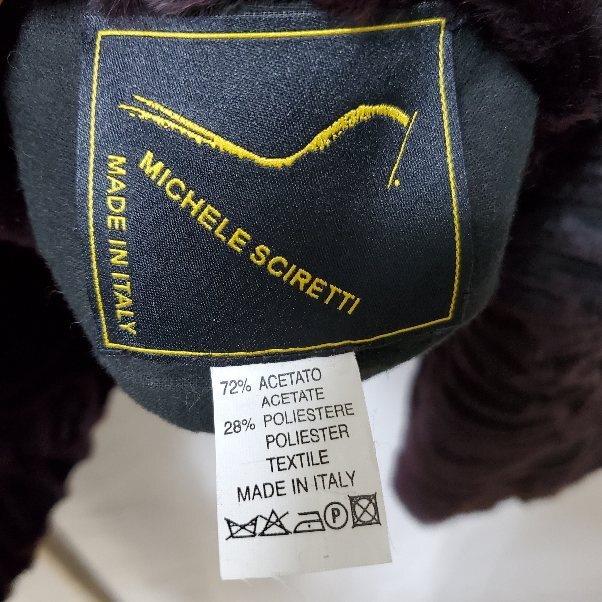 MICHELE SCIRETTI
MADE IN ITALY
72% ACETATO
ACETATE
28% POLIESTERE
POLIESTER
TEXTILE
MADE IN ITALY
P